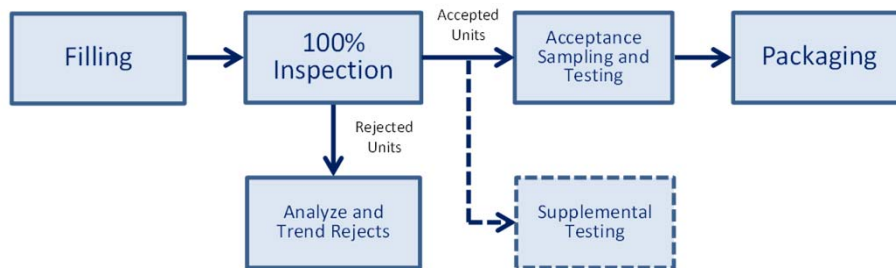 Filling
100%
Inspection
Accepted
Units
Acceptance
Sampling and
Testing
Packaging
Rejected
Units
Analyze and
Trend Rejects
Supplemental
Testing